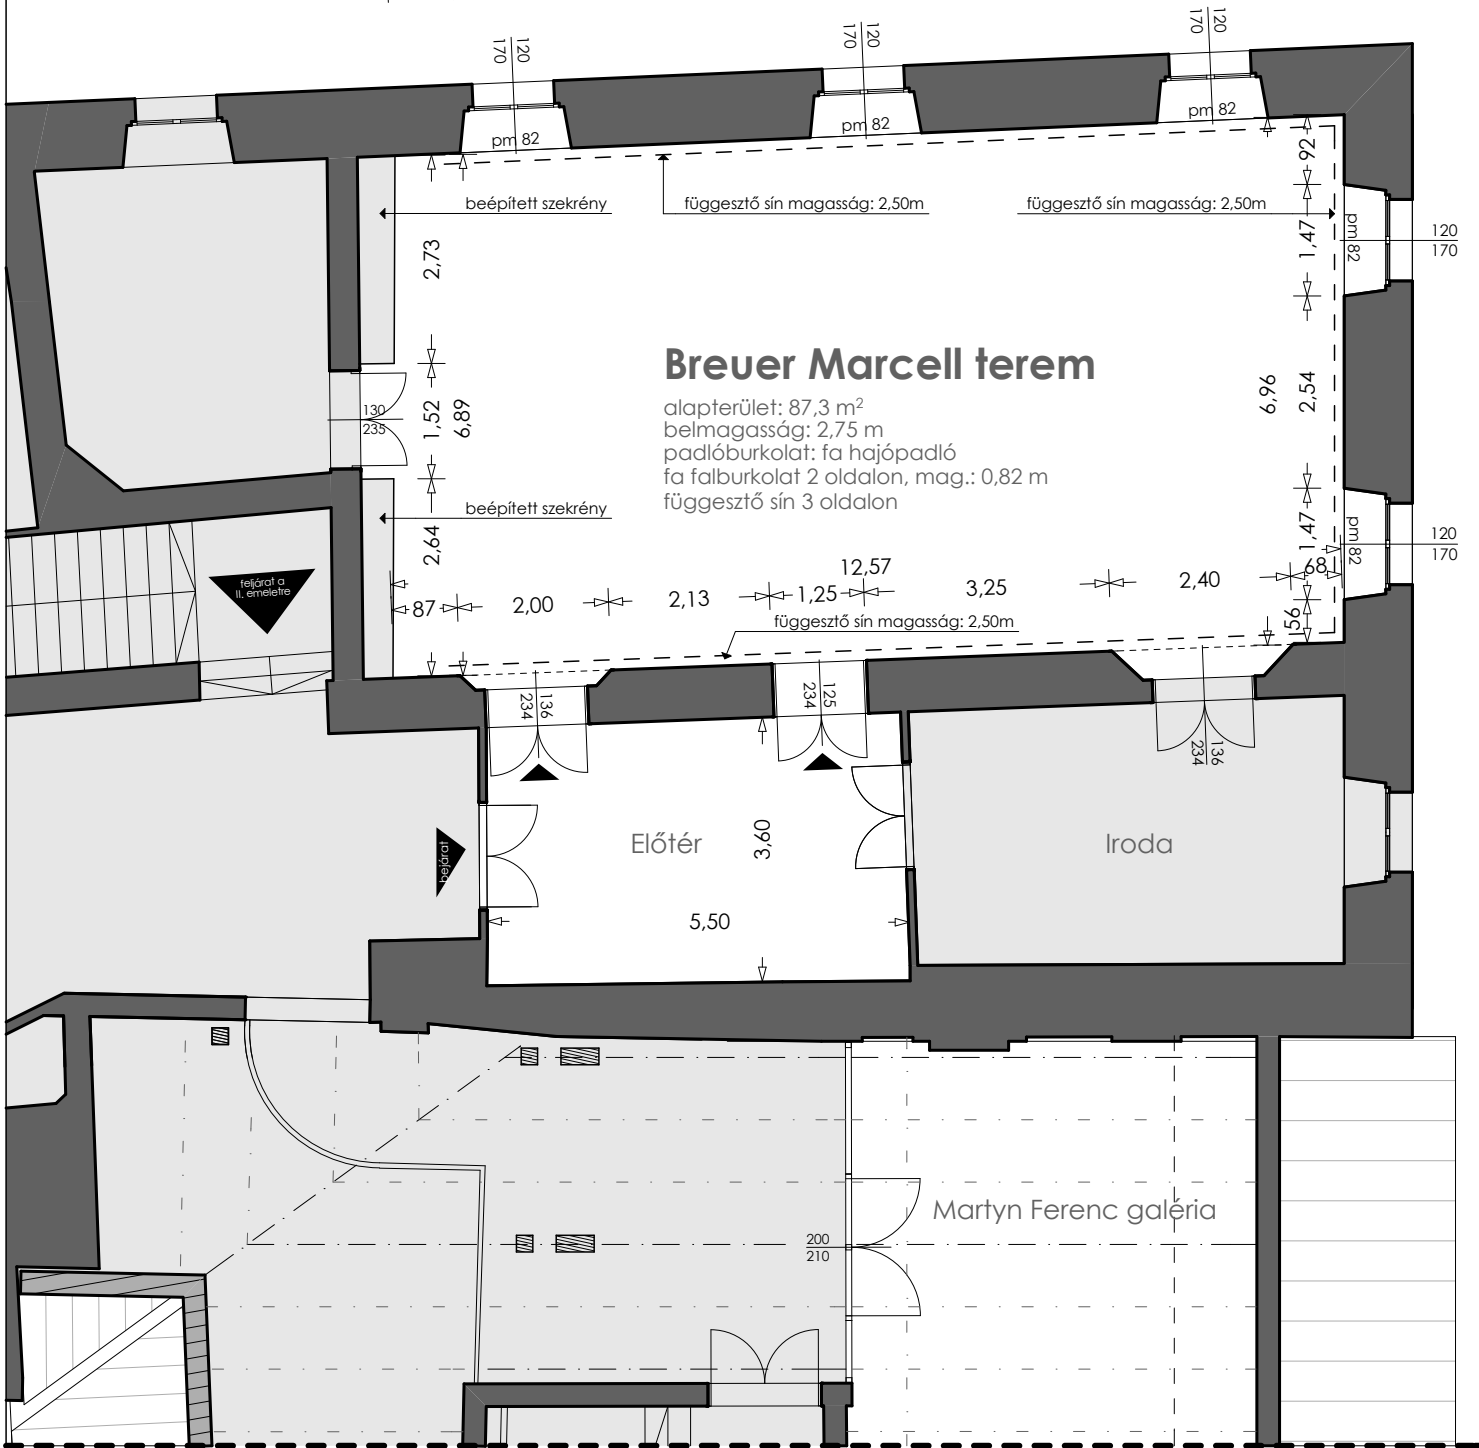 120
170
120
170
120
170
pm 82
pm 82
pm 82
beépített szekrény
függesztő sín magasság: 2,50m
függesztő sín magasság: 2,50m
92
1,47
pm 82
120
170
2,73
Breuer Marcell terem
alapterület: 87,3 m²
belmagasság: 2,75 m
padlóburkolat: fa hajópadló
fa falburkolat 2 oldalon, mag.: 0,82 m
függesztő sín 3 oldalon
130
235
1,52
6,89
6,96
2,54
beépített szekrény
2,64
1,47
pm 82
120
170
12,57
68
87
2,00
2,13
1,25
3,25
2,40
56
függesztő sín magasság: 2,50m
feljárat a
II. emeletre
136
234
125
234
136
234
bejárat
Előtér
3,60
5,50
Iroda
Martyn Ferenc galéria
200
210